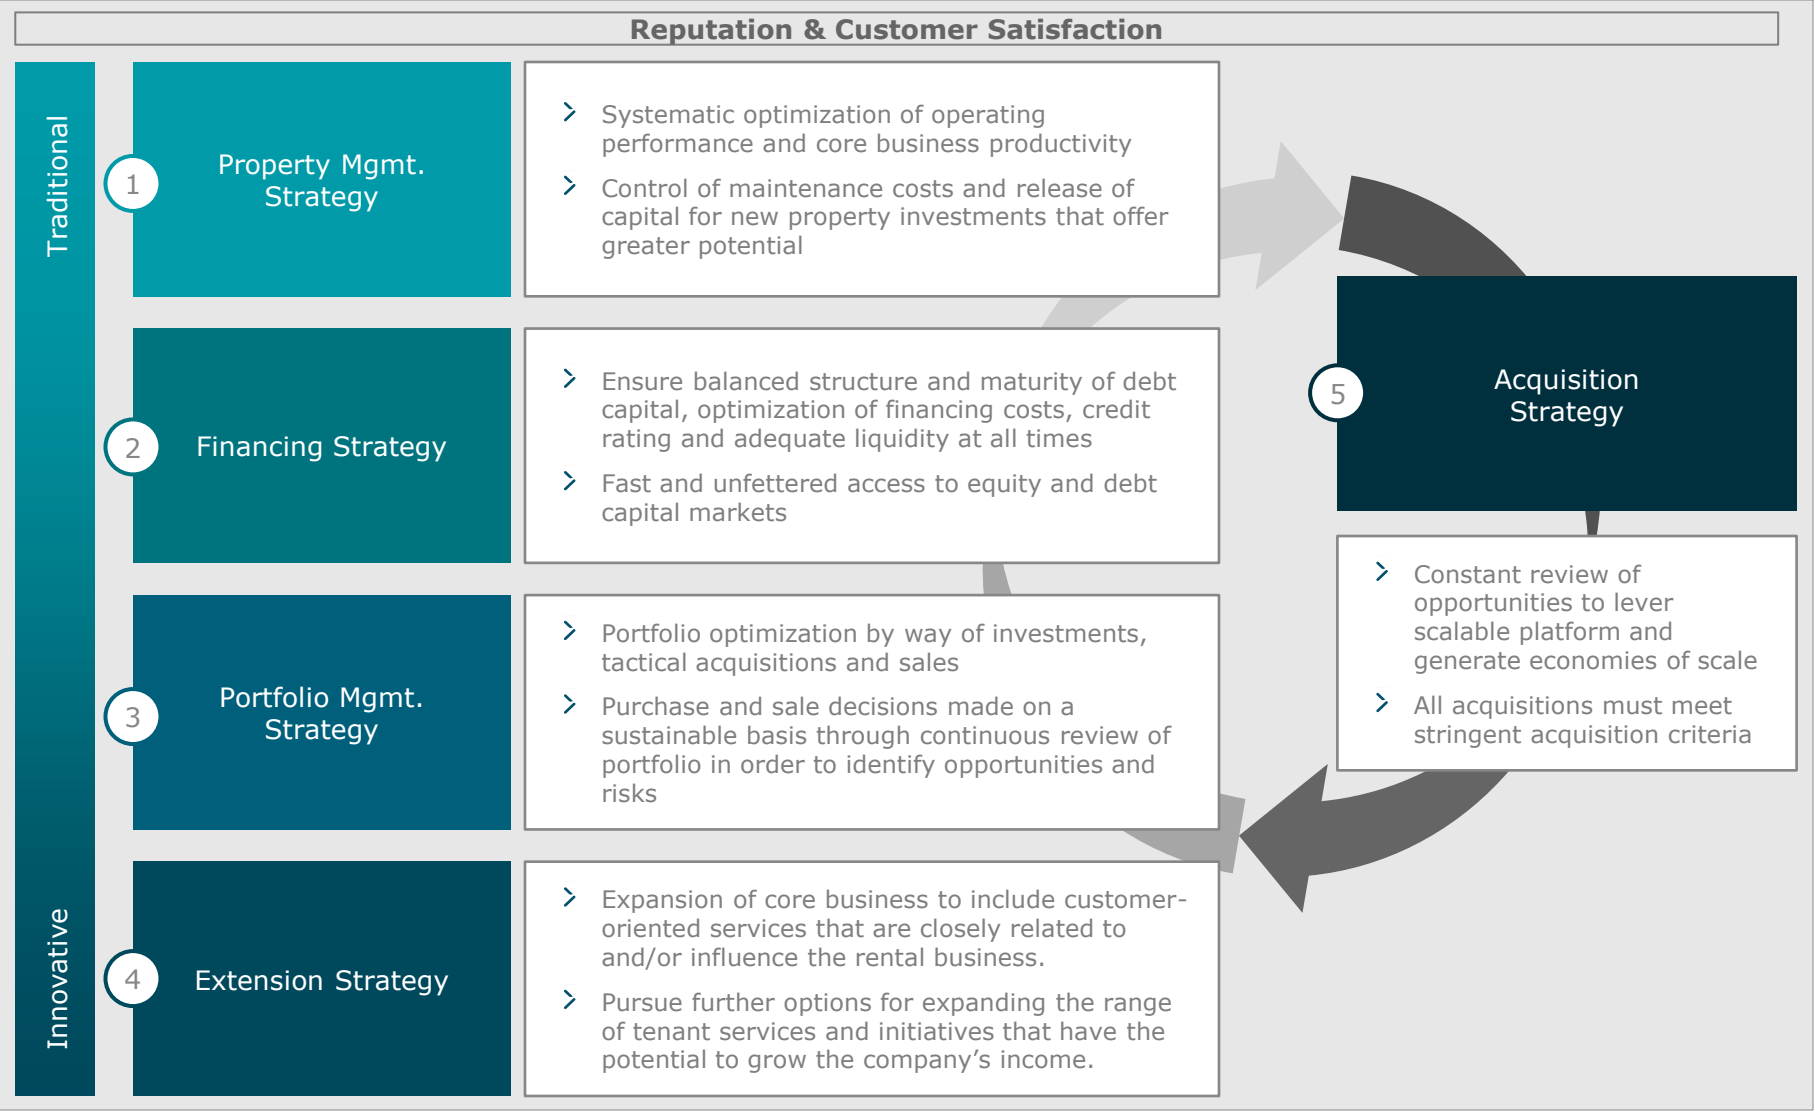 Reputation & Customer Satisfaction
Traditional
Innovative
1
Property Mgmt.
Strategy
Systematic optimization of operating
performance and core business productivity
Control of maintenance costs and release of
capital for new property investments that offer
greater potential
2
Financing Strategy
Ensure balanced structure and maturity of debt
capital, optimization of financing costs, credit
rating and adequate liquidity at all times
Fast and unfettered access to equity and debt
capital markets
3
Portfolio Mgmt.
Strategy
Portfolio optimization by way of investments,
tactical acquisitions and sales
Purchase and sale decisions made on a
sustainable basis through continuous review of
portfolio in order to identify opportunities and
risks
4
Extension Strategy
Expansion of core business to include customer-
oriented services that are closely related to
and/or influence the rental business.
Pursue further options for expanding the range
of tenant services and initiatives that have the
potential to grow the company’s income.
5
Acquisition
Strategy
Constant review of
opportunities to lever
scalable platform and
generate economies of scale
All acquisitions must meet
stringent acquisition criteria